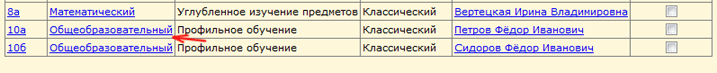 8а Математический Углубленное изучение предметов Классический Вертецкая Ирина Владимировна
10а Общеобразовательный Профильное обучение Классический Петров Фёдор Иванович
10б Общеобразовательный Профильное обучение Классический Сидоров Фёдор Иванович